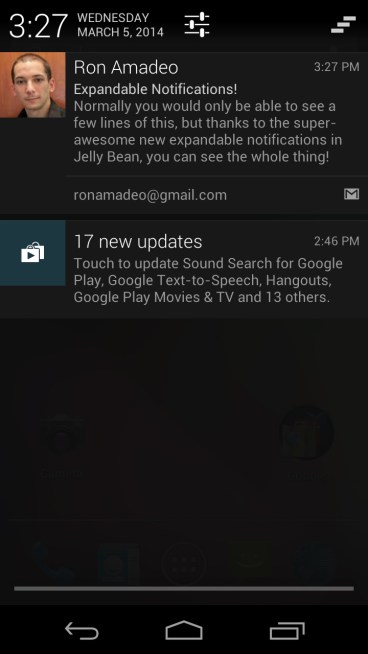 3:27 WEDNESDAY
MARCH 5, 2014
Ron Amadeo 3:27 PM
Expandable Notifications!
Normally you would only be able to see a
few lines of this, but thanks to the super-
awesome new expandable notifications in
Jelly Bean, you can see the whole thing!
ronamadeo@gmail.com
17 new updates 2:46 PM
Touch to update Sound Search for Google
Play, Google Text-to-Speech, Hangouts,
Google Play Movies & TV and 13 others.